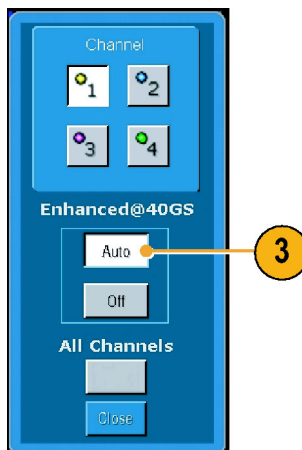 Channel
1 2
3 4
Enhanced@40GS
Auto
3
Off
All Channels
Close